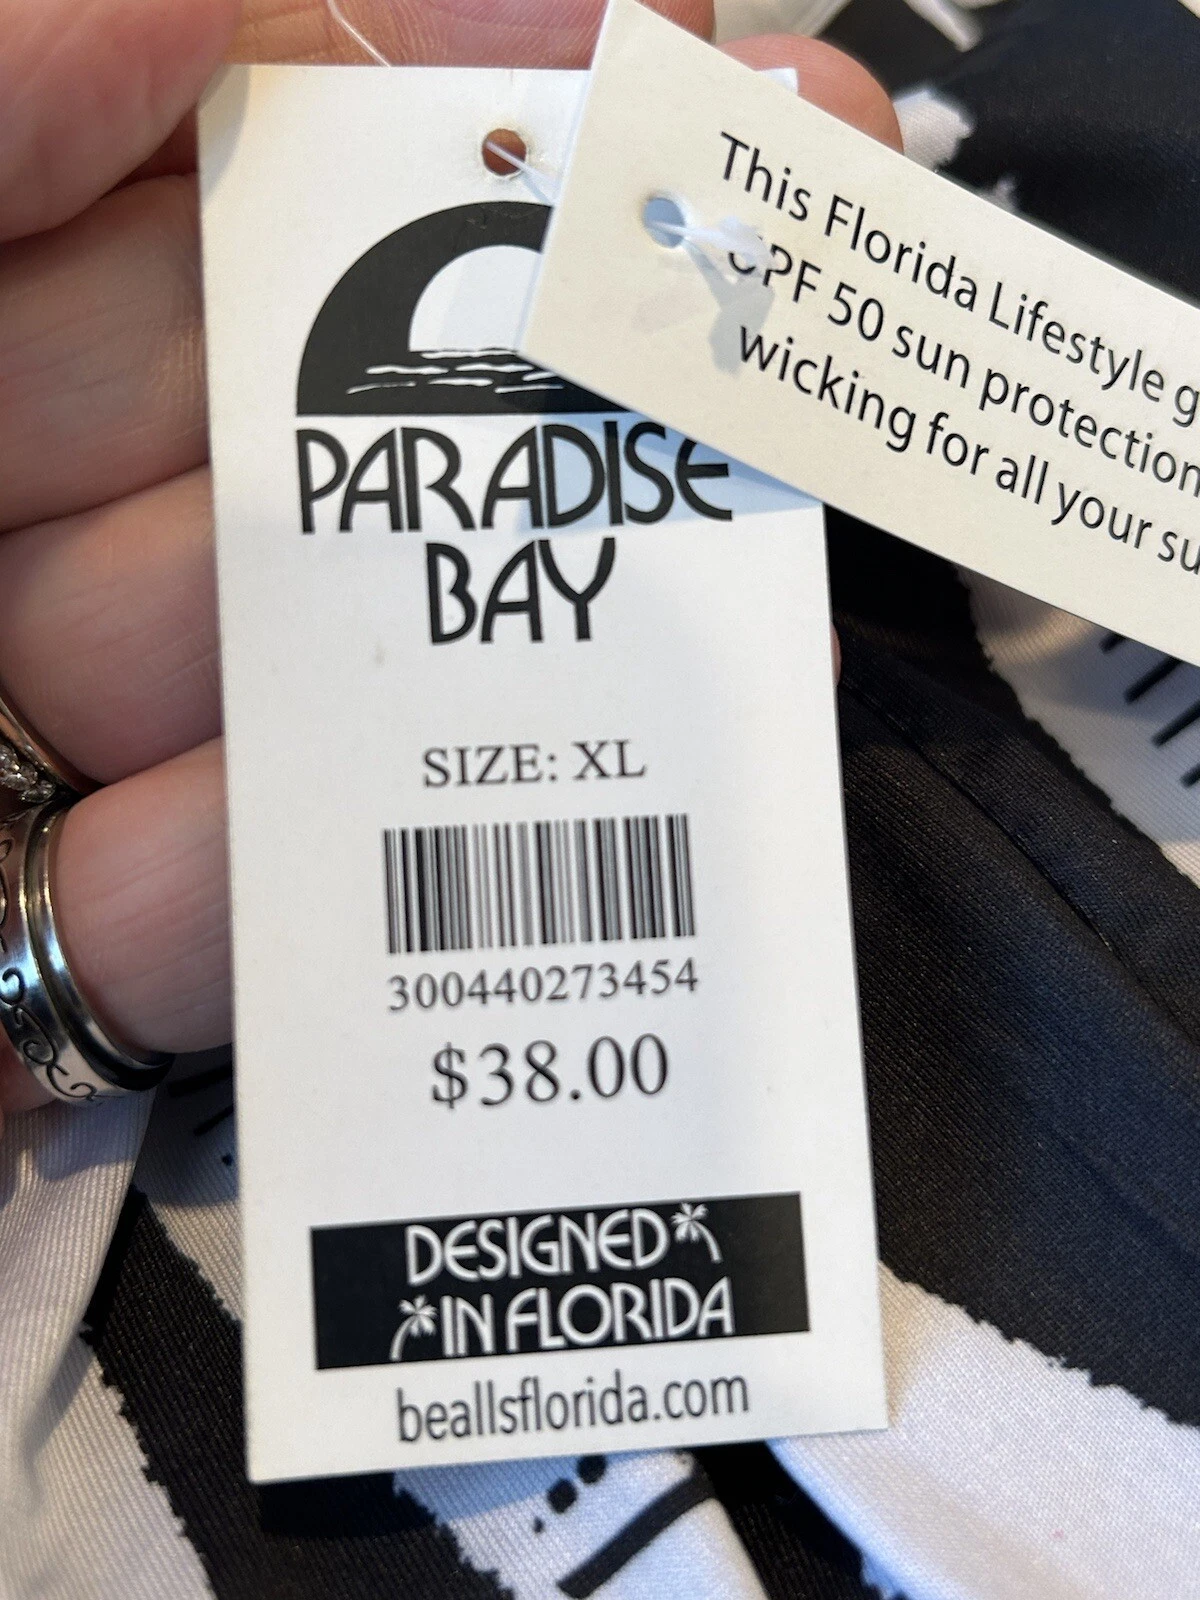 This Florida Lifestyle
UPF 50 sun protection
wicking for all your
PARADISE
BAY
SIZE: XL
300440273454
$38.00
DESIGNED
IN FLORIDA
beallsflorida.com